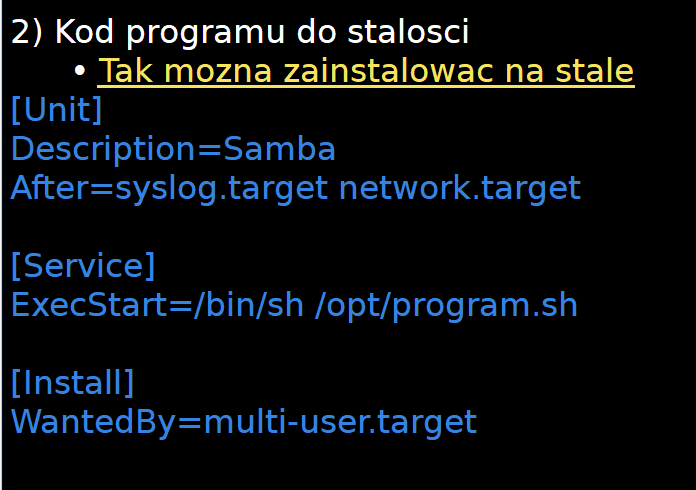 2) Kod programu do stalosci
• Tak mozna zainstalowac na stale
[Unit]
Description=Samba
After=syslog.target network.target
[Service]
ExecStart=/bin/sh /opt/program.sh
[Install]
WantedBy=multi-user.target